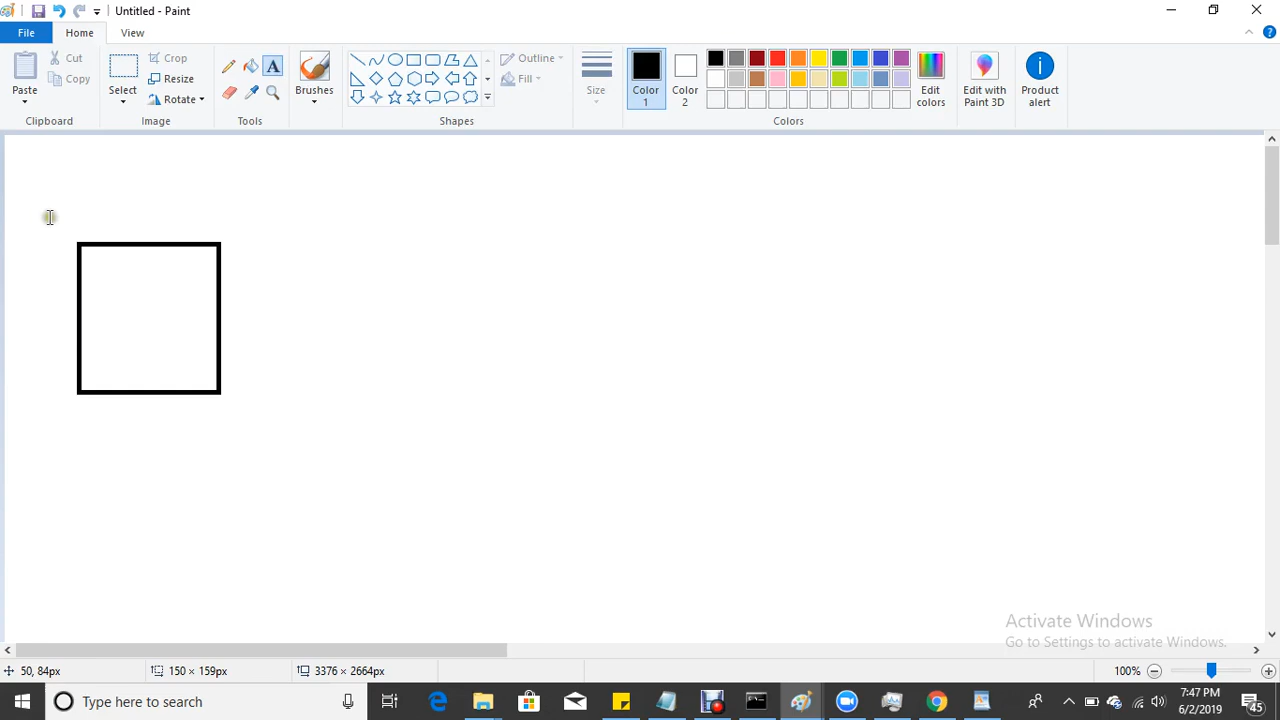 Untitled - Paint
File Home View
Paste
Clipboard
Cut
Copy
Select
Crop
Resize
Rotate
Image
A
Tools
Brushes
Shapes
Outline
Fill
Size
Color 1
Color 2
Edit colors
Colors
Edit with Paint 3D
Product alert
Activate Windows
Go to Settings to activate Windows.
50, 84px 150 × 159px 3376 × 2664px 100%
Type here to search
7:47 PM
6/2/2019
45